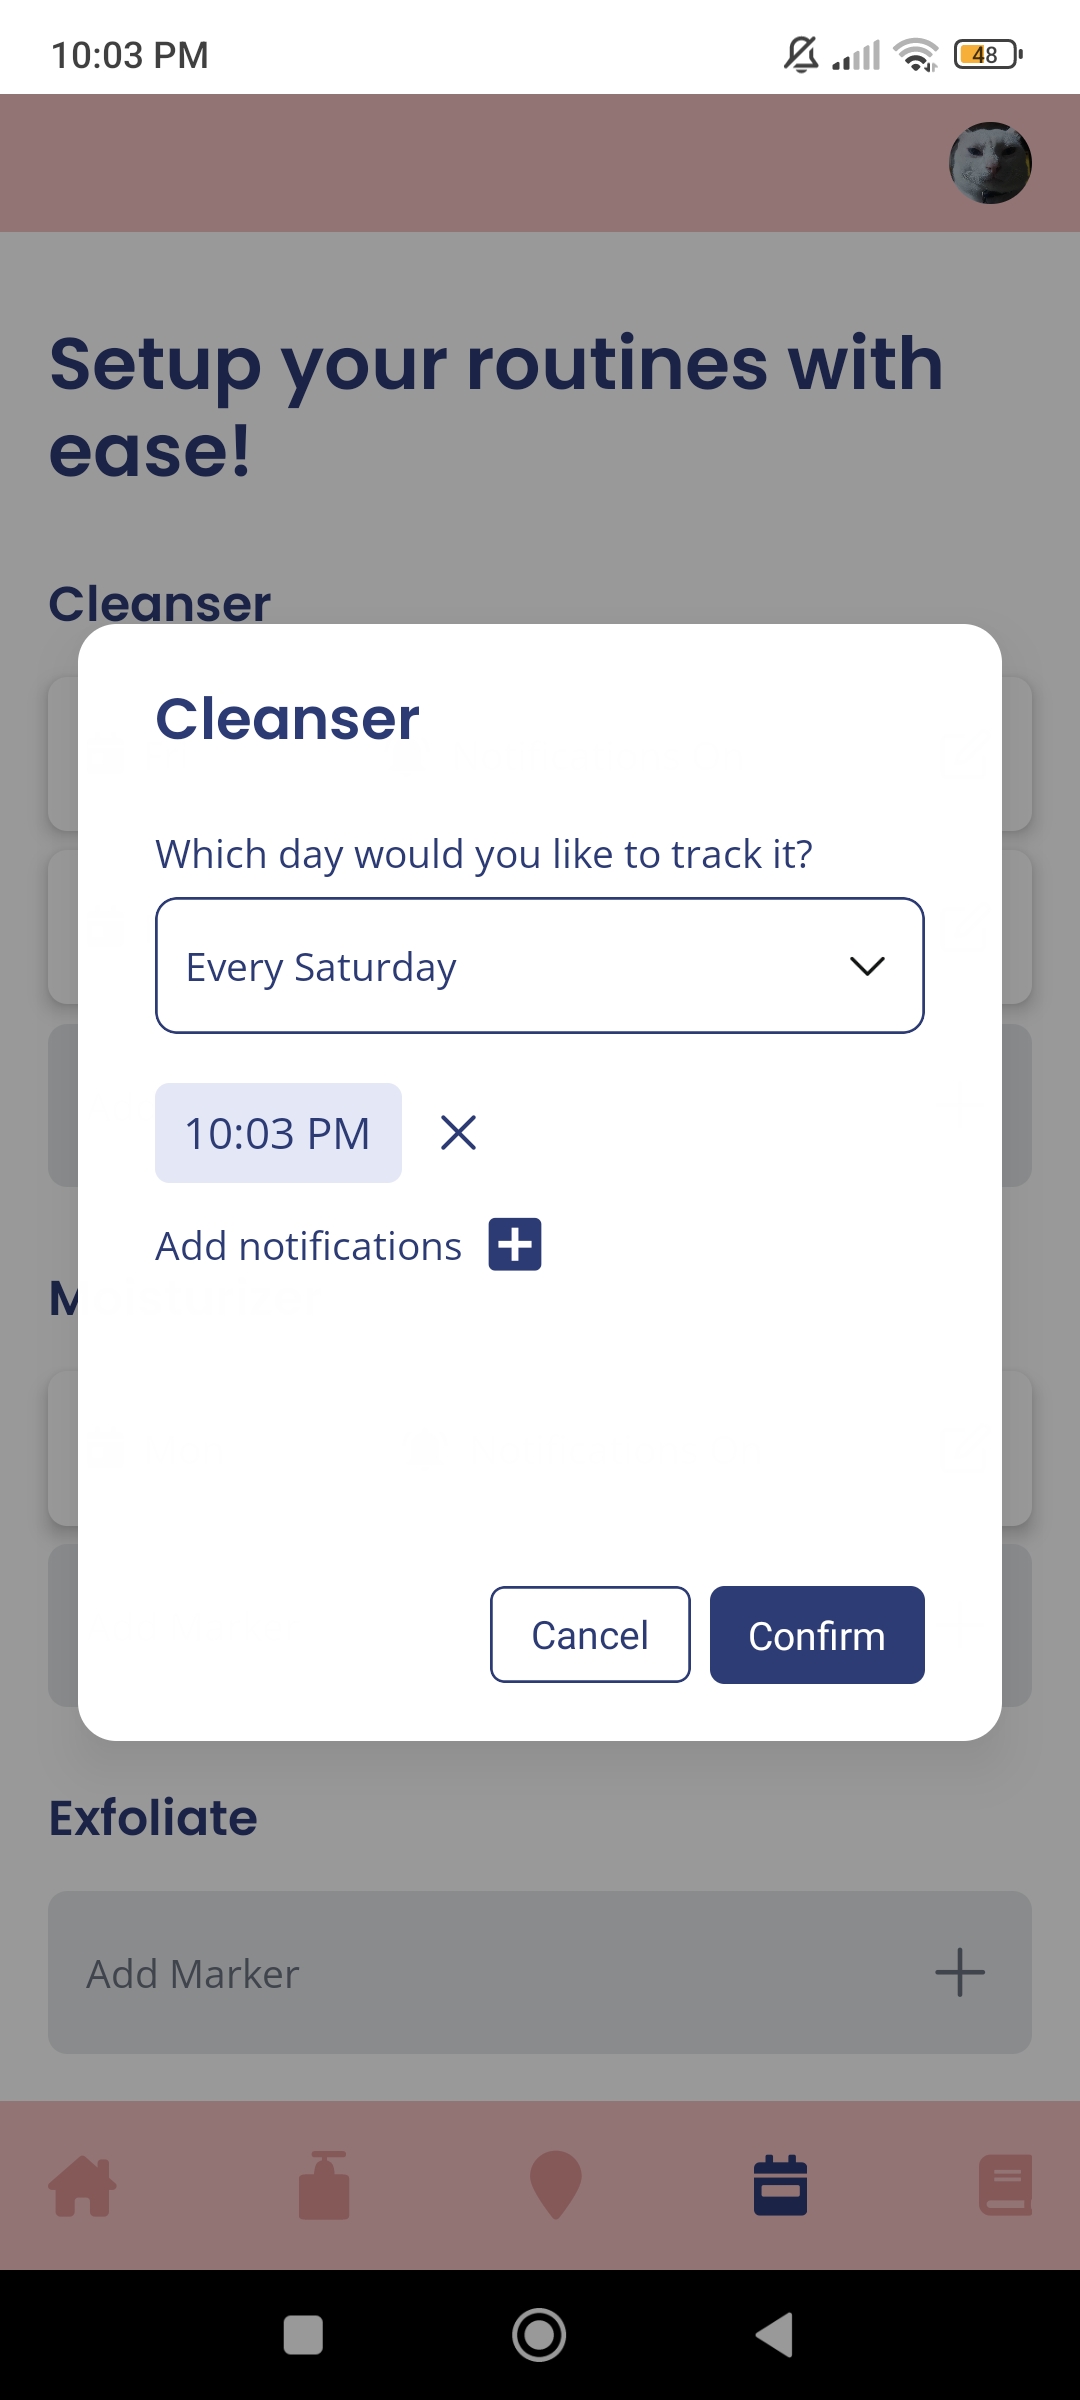 10:03 PM
48
Setup your routines with
ease!
Cleanser
Cleanser
Which day would you like to track it?
Every Saturday
10:03 PM
Add notifications
M
Cancel
Confirm
Exfoliate
Add Marker